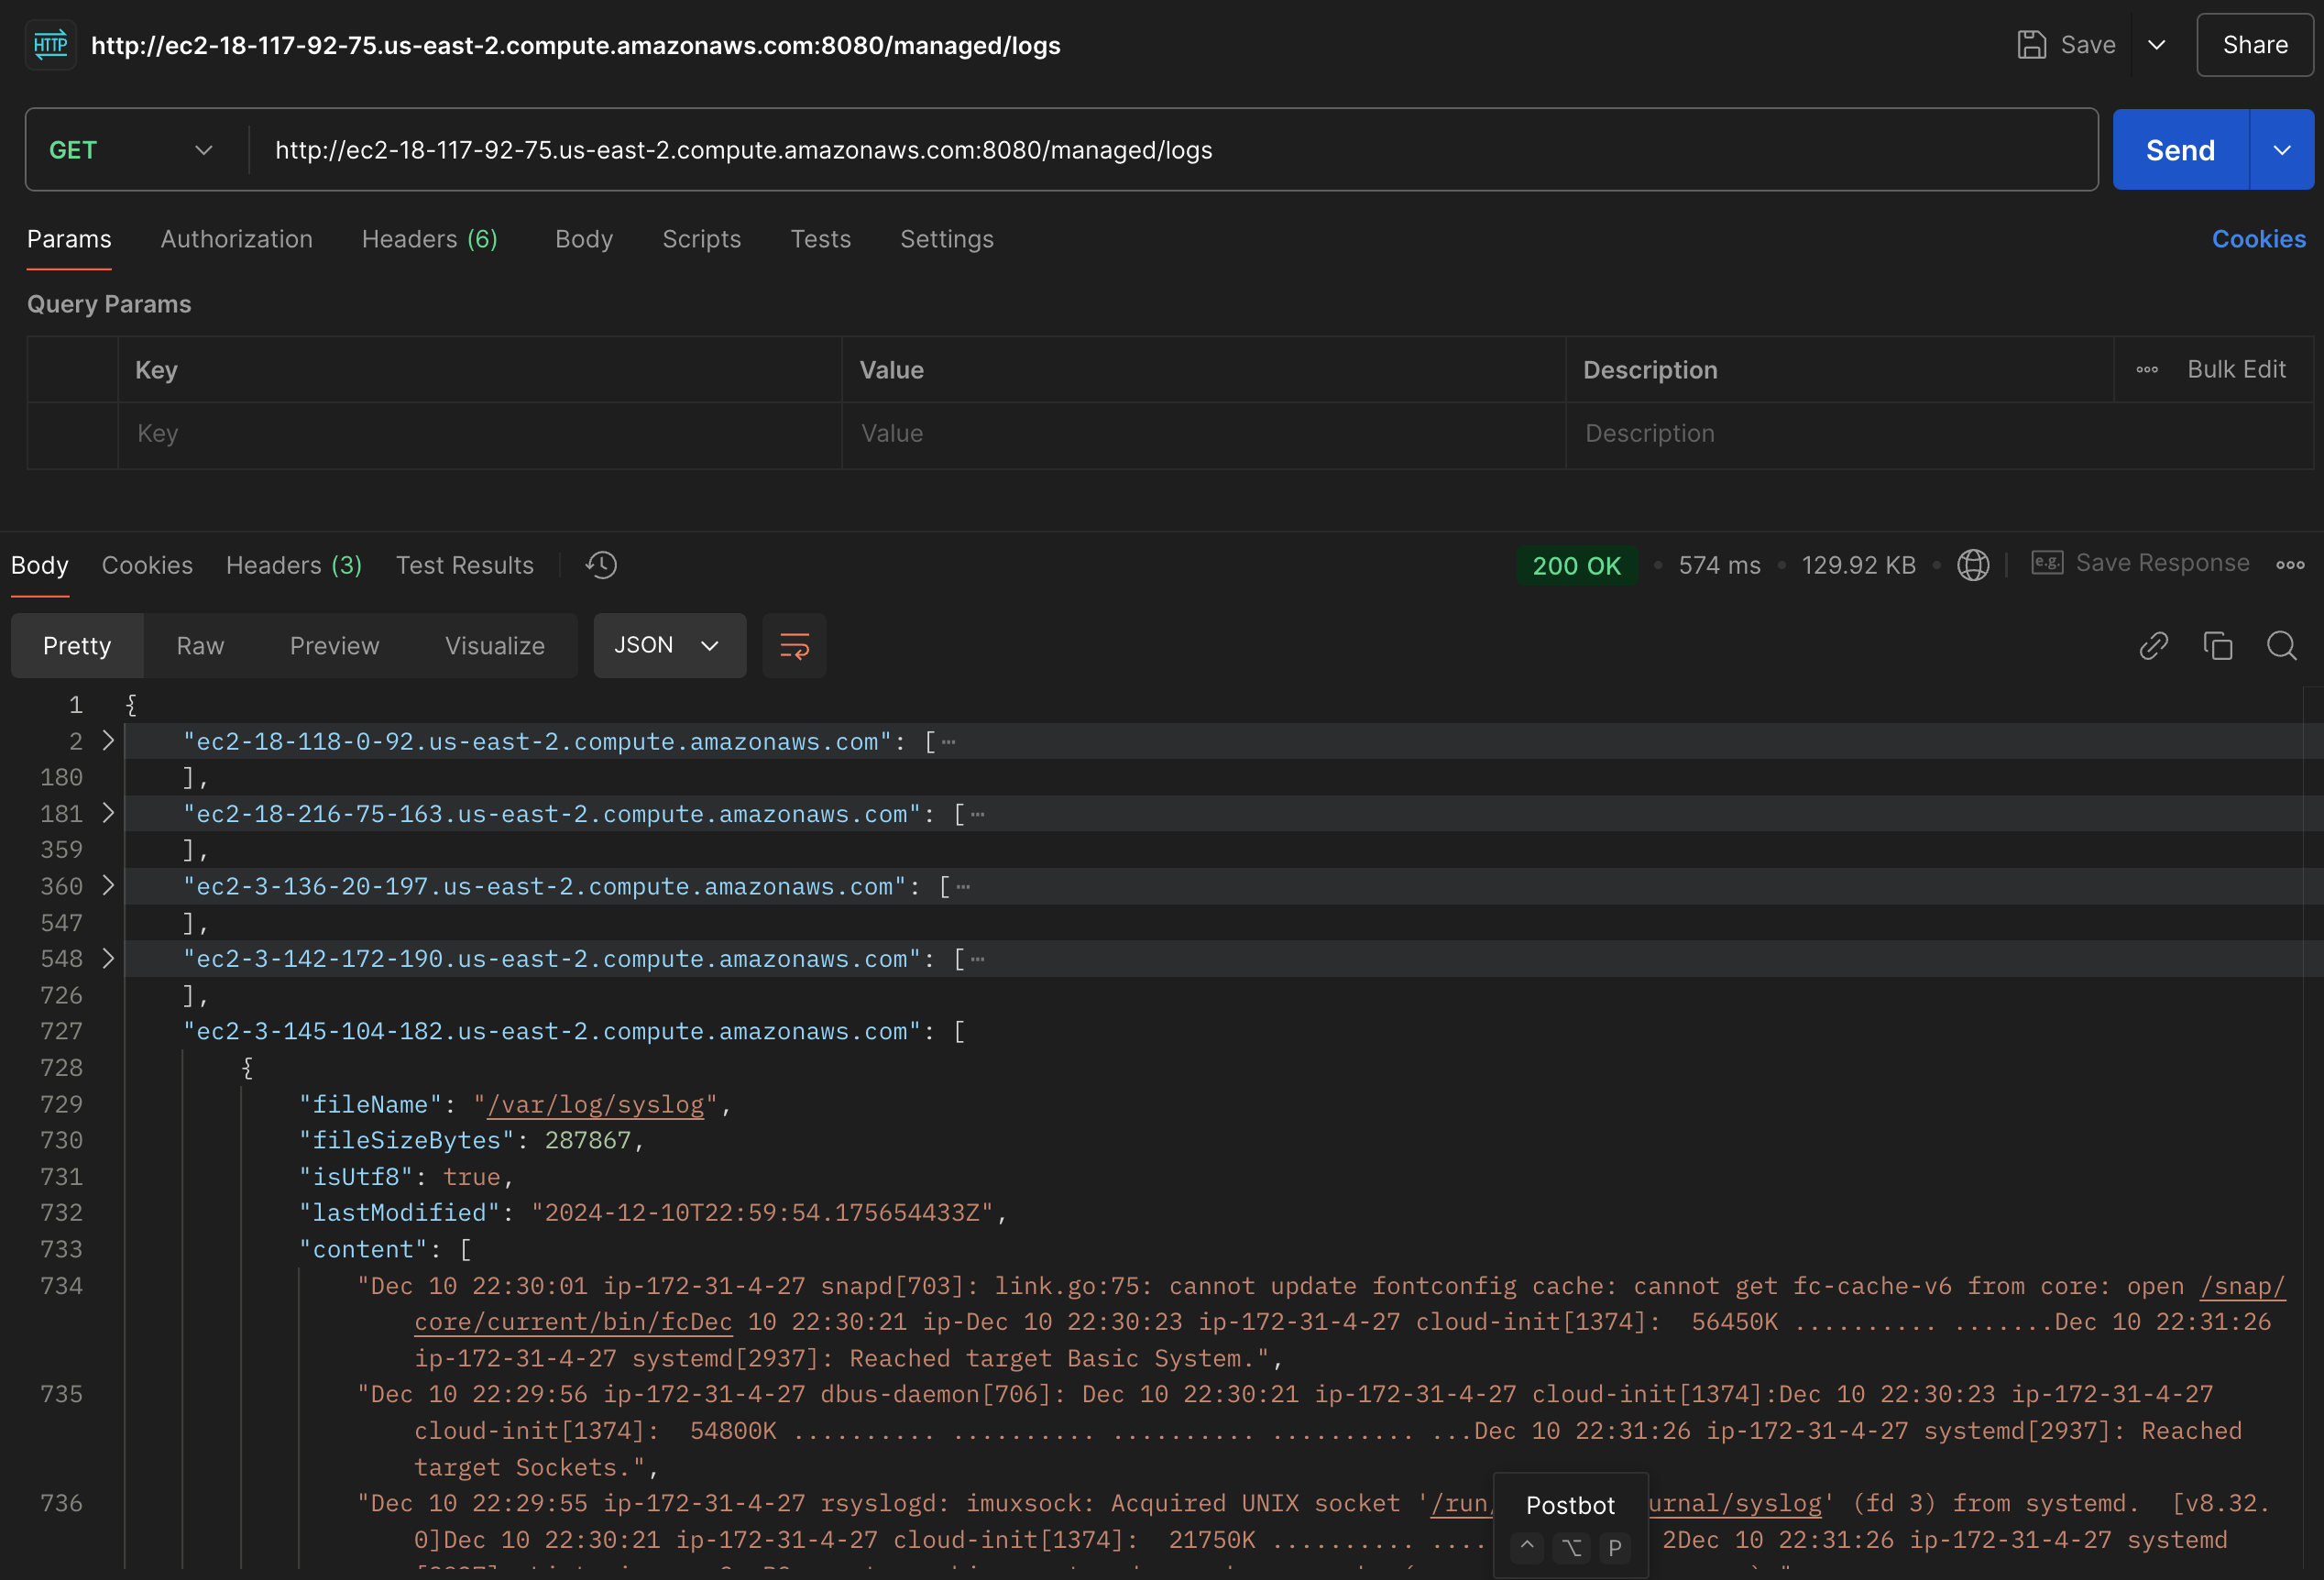 HTTP http://ec2-18-117-92-75.us-east-2.compute.amazonaws.com:8080/managed/logs Save Share
GET http://ec2-18-117-92-75.us-east-2.compute.amazonaws.com:8080/managed/logs Send
Params Authorization Headers (6) Body Scripts Tests Settings Cookies
Query Params
Key Value Description Bulk Edit
Key Value Description
Body Cookies Headers (3) Test Results 200 OK • 574 ms • 129.92 KB • e.g. Save Response
Pretty Raw Preview Visualize JSON
1 {
2 "ec2-18-118-0-92.us-east-2.compute.amazonaws.com": [⋯
180 ],
181 "ec2-18-216-75-163.us-east-2.compute.amazonaws.com": [⋯
359 ],
360 "ec2-3-136-20-197.us-east-2.compute.amazonaws.com": [⋯
547 ],
548 "ec2-3-142-172-190.us-east-2.compute.amazonaws.com": [⋯
726 ],
727 "ec2-3-145-104-182.us-east-2.compute.amazonaws.com": [
728 {
729 "fileName": "/var/log/syslog",
730 "fileSizeBytes": 287867,
731 "isUtf8": true,
732 "lastModified": "2024-12-10T22:59:54.175654433Z",
733 "content": [
734 "Dec 10 22:30:01 ip-172-31-4-27 snapd[703]: link.go:75: cannot update fontconfig cache: cannot get fc-cache-v6 from core: open /snap/
core/current/bin/fcDec 10 22:30:21 ip-Dec 10 22:30:23 ip-172-31-4-27 cloud-init[1374]:  56450K .......... .......Dec 10 22:31:26
ip-172-31-4-27 systemd[2937]: Reached target Basic System.",
735 "Dec 10 22:29:56 ip-172-31-4-27 dbus-daemon[706]: Dec 10 22:30:21 ip-172-31-4-27 cloud-init[1374]:Dec 10 22:30:23 ip-172-31-4-27
cloud-init[1374]:  54800K .......... .......... .......... .......... ...Dec 10 22:31:26 ip-172-31-4-27 systemd[2937]: Reached
target Sockets.",
736 "Dec 10 22:29:55 ip-172-31-4-27 rsyslogd: imuxsock: Acquired UNIX socket '/run/ urnal/syslog' (fd 3) from systemd.  [v8.32.
0]Dec 10 22:30:21 ip-172-31-4-27 cloud-init[1374]:  21750K .......... .... 2Dec 10 22:31:26 ip-172-31-4-27 systemd
Postbot
^ ⌥ P